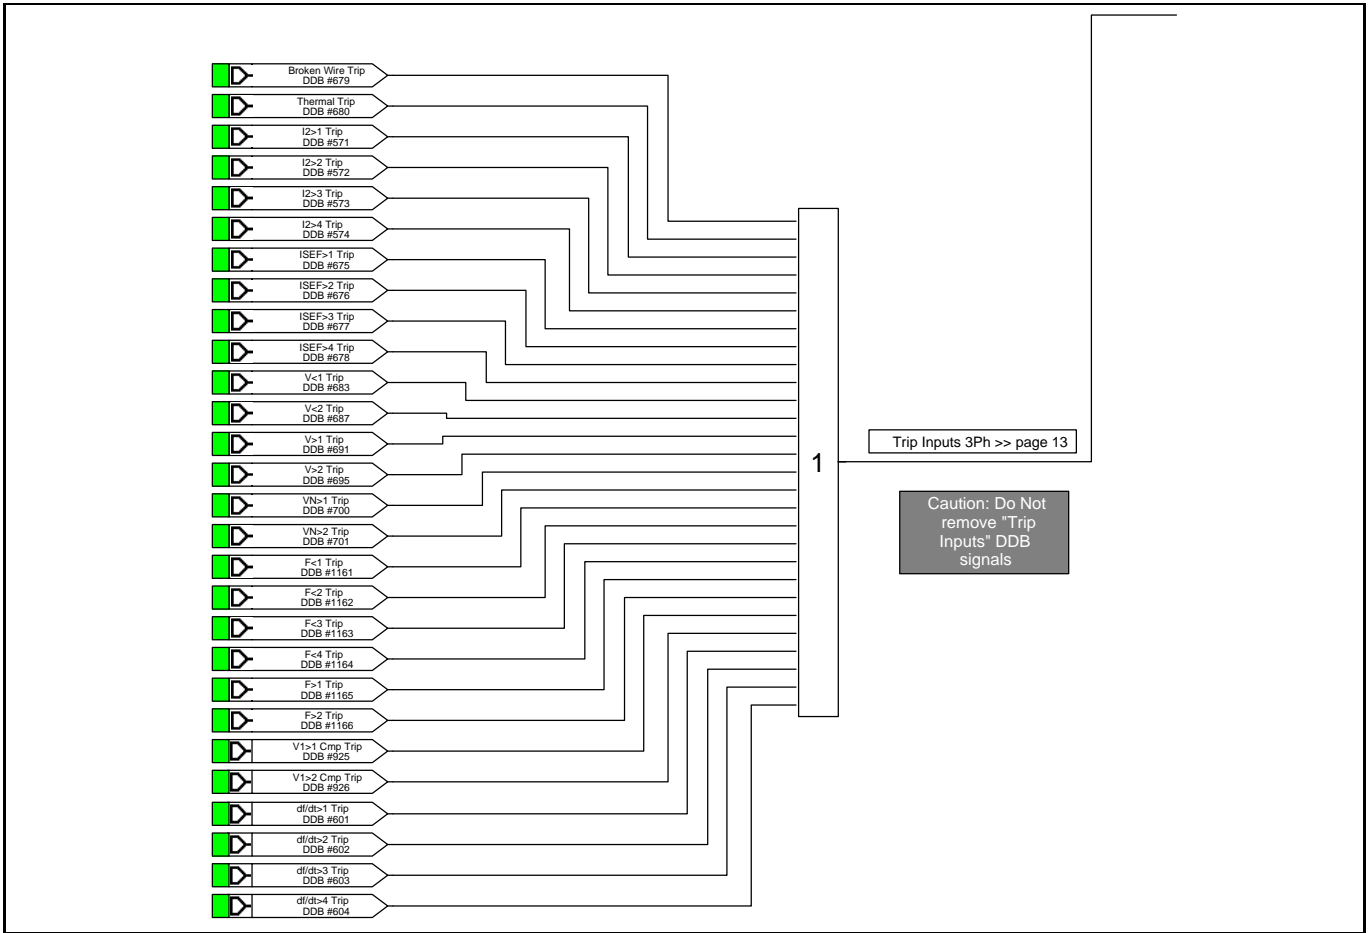 Broken Wire Trip
DDB #679
Thermal Trip
DDB #680
I2>1 Trip
DDB #571
I2>2 Trip
DDB #572
I2>3 Trip
DDB #573
I2>4 Trip
DDB #574
ISEF>1 Trip
DDB #675
ISEF>2 Trip
DDB #676
ISEF>3 Trip
DDB #677
ISEF>4 Trip
DDB #678
V<1 Trip
DDB #683
V<2 Trip
DDB #687
V>1 Trip
DDB #691
V>2 Trip
DDB #695
VN>1 Trip
DDB #700
VN>2 Trip
DDB #701
F<1 Trip
DDB #1161
F<2 Trip
DDB #1162
F<3 Trip
DDB #1163
F<4 Trip
DDB #1164
F>1 Trip
DDB #1165
F>2 Trip
DDB #1166
V1>1 Cmp Trip
DDB #925
V1>2 Cmp Trip
DDB #926
df/dt>1 Trip
DDB #601
df/dt>2 Trip
DDB #602
df/dt>3 Trip
DDB #603
df/dt>4 Trip
DDB #604
1
Trip Inputs 3Ph >> page 13
Caution: Do Not
remove "Trip
Inputs" DDB
signals